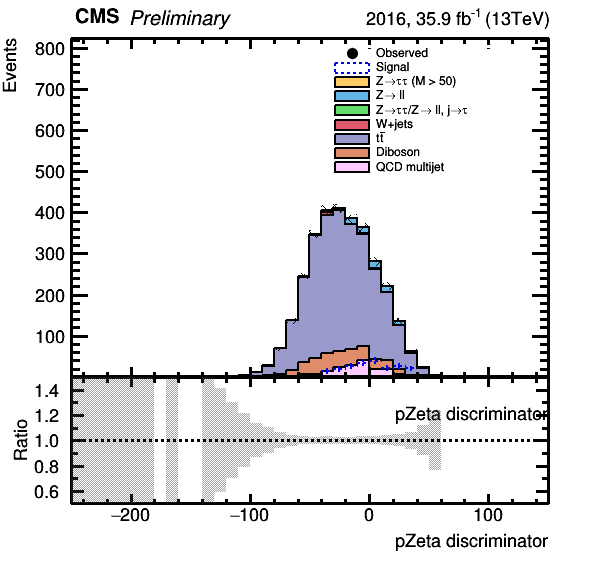 CMS Preliminary 2016, 35.9 fb⁻¹ (13TeV)
Events
800
700
600
500
400
300
200
100
Observed
Signal
Z→ττ (M > 50)
Z→ ll
Z→ττ/Z→ ll, j→τ
W+jets
tt̄
Diboson
QCD multijet
Ratio
1.4
1.2
1.0
0.8
0.6
pZeta discriminator
−200 −100 0 100
pZeta discriminator